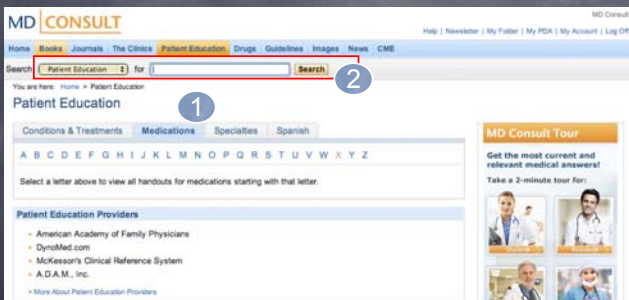 MD Consult
MD CONSULT
Help | Newsletter | My Folder | My PDA | My Account | Log Off
Home Books Journals The Clinics Patient Education Drugs Guidelines Images News CME
Search Patient Education for Search
2
You are here: Home > Patient Education
Patient Education
1
Conditions & Treatments Medications Specialties Spanish
A B C D E F G H I J K L M N O P Q R S T U V W X Y Z
Select a letter above to view all handouts for medications starting with that letter.
Patient Education Providers
American Academy of Family Physicians
DynoMed.com
McKesson's Clinical Reference System
A.D.A.M., Inc.
> More About Patient Education Providers
MD Consult Tour
Get the most current and
relevant medical answers!
Take a 2-minute tour for: